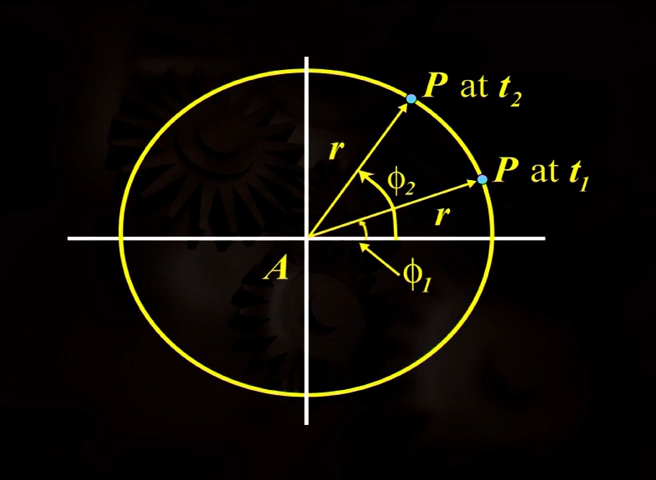 P at t₂
r
ϕ₂
P at t₁
r
A
ϕ₁